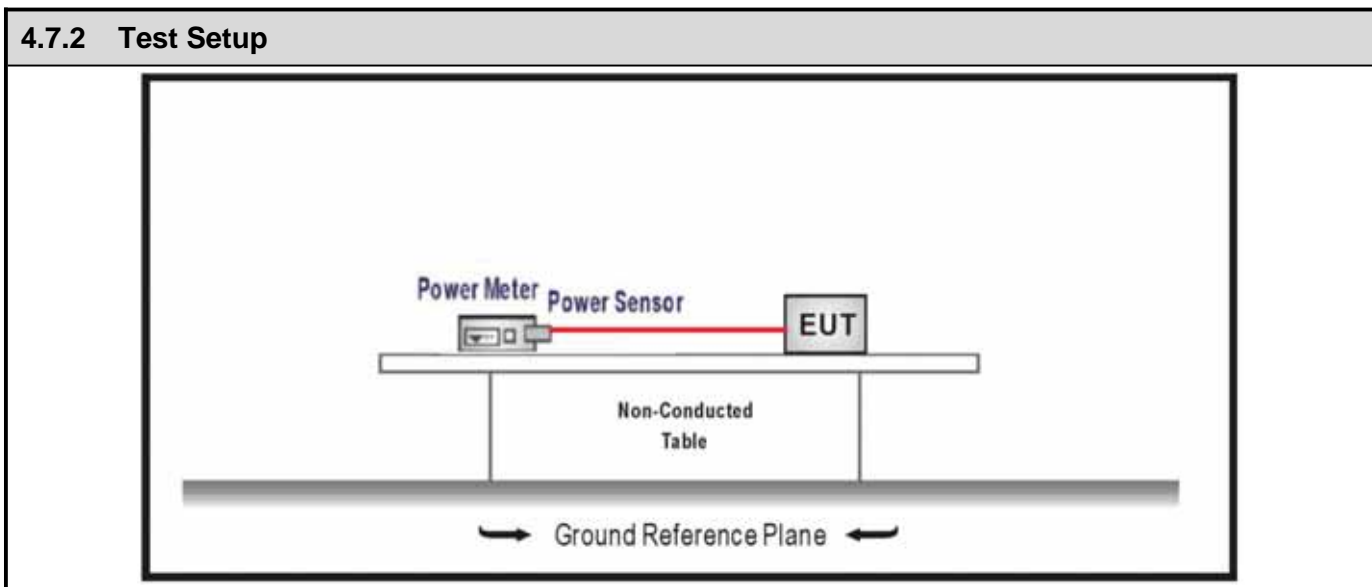 4.7.2 Test Setup
Power Meter
Power Sensor
EUT
Non-Conducted
Table
Ground Reference Plane